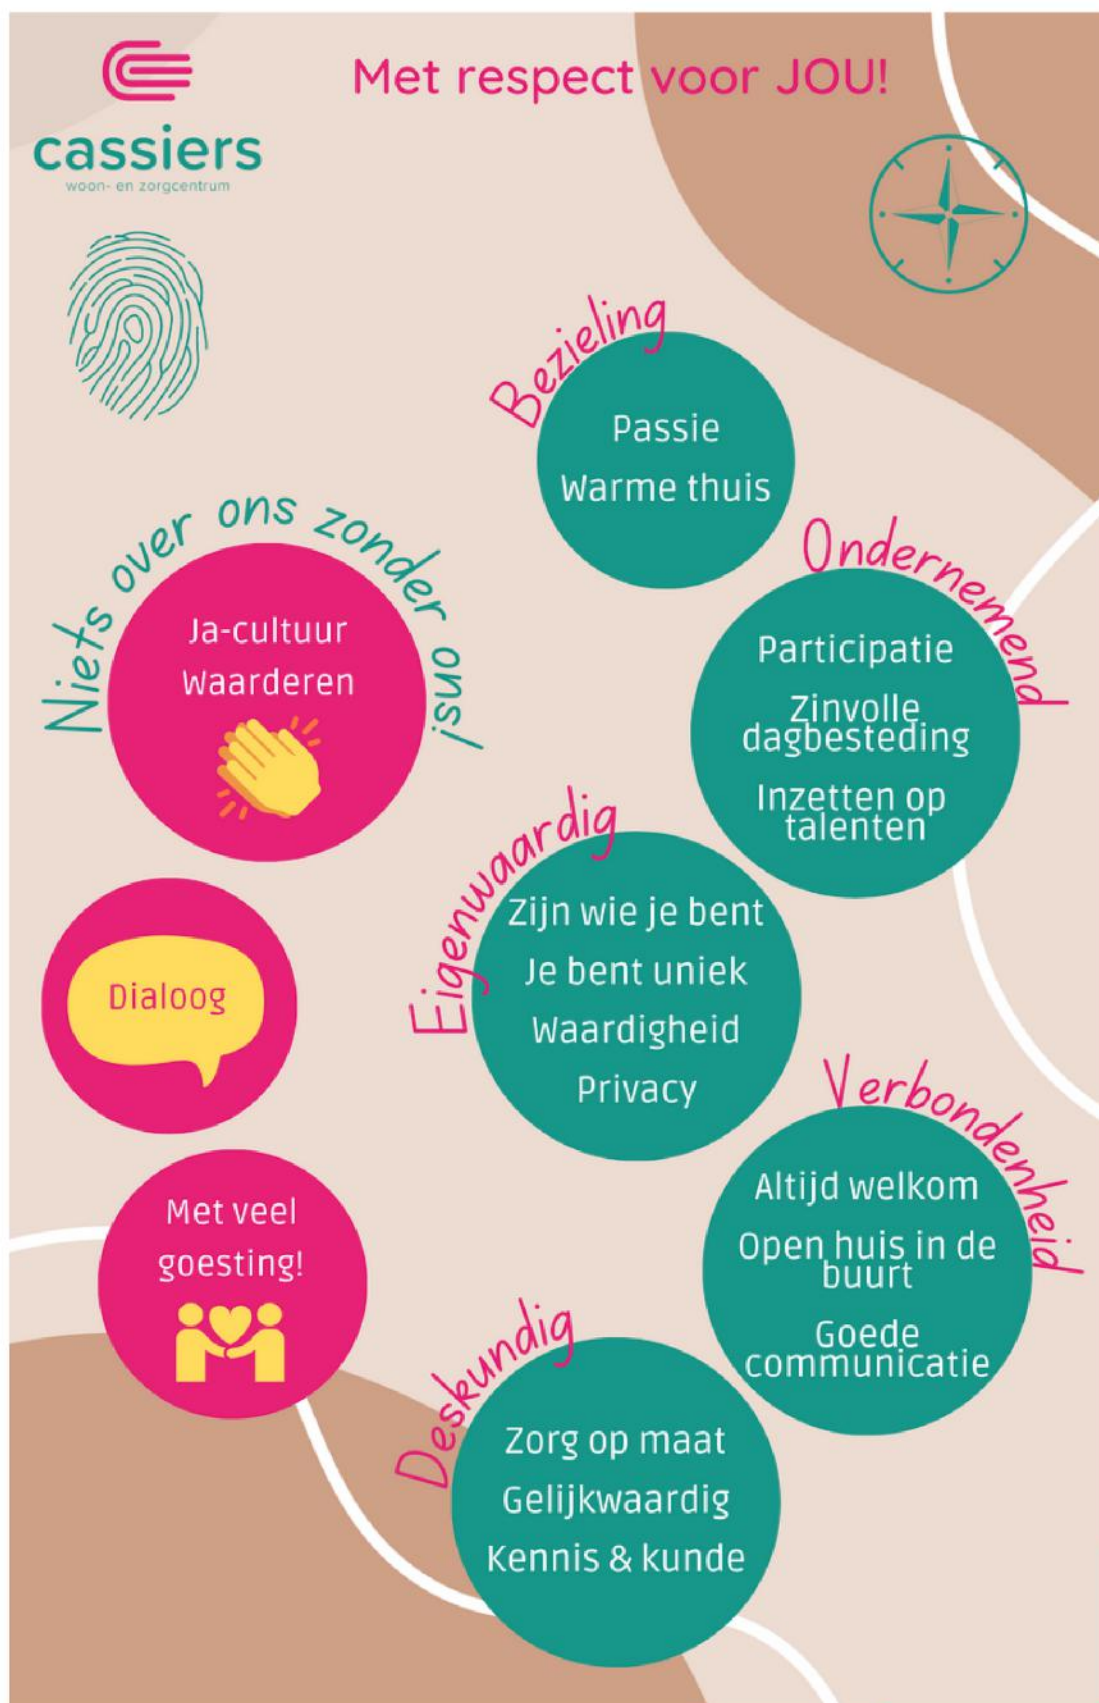 cassiers
woon- en zorgcentrum
Met respect voor JOU!
Bezieling
Passie
Warme thuis
Niets over ons zonder ons!
Ja-cultuur
Waarderen
Ondernemend
Participatie
Zinvolle
dagbesteding
Inzetten op
talenten
Eigenwaardig
Zijn wie je bent
Je bent uniek
Waardigheid
Privacy
Dialoog
Verbondenheid
Altijd welkom
Open huis in de
buurt
Goede
communicatie
Met veel
goesting!
Deskundig
Zorg op maat
Gelijkwaardig
Kennis & kunde